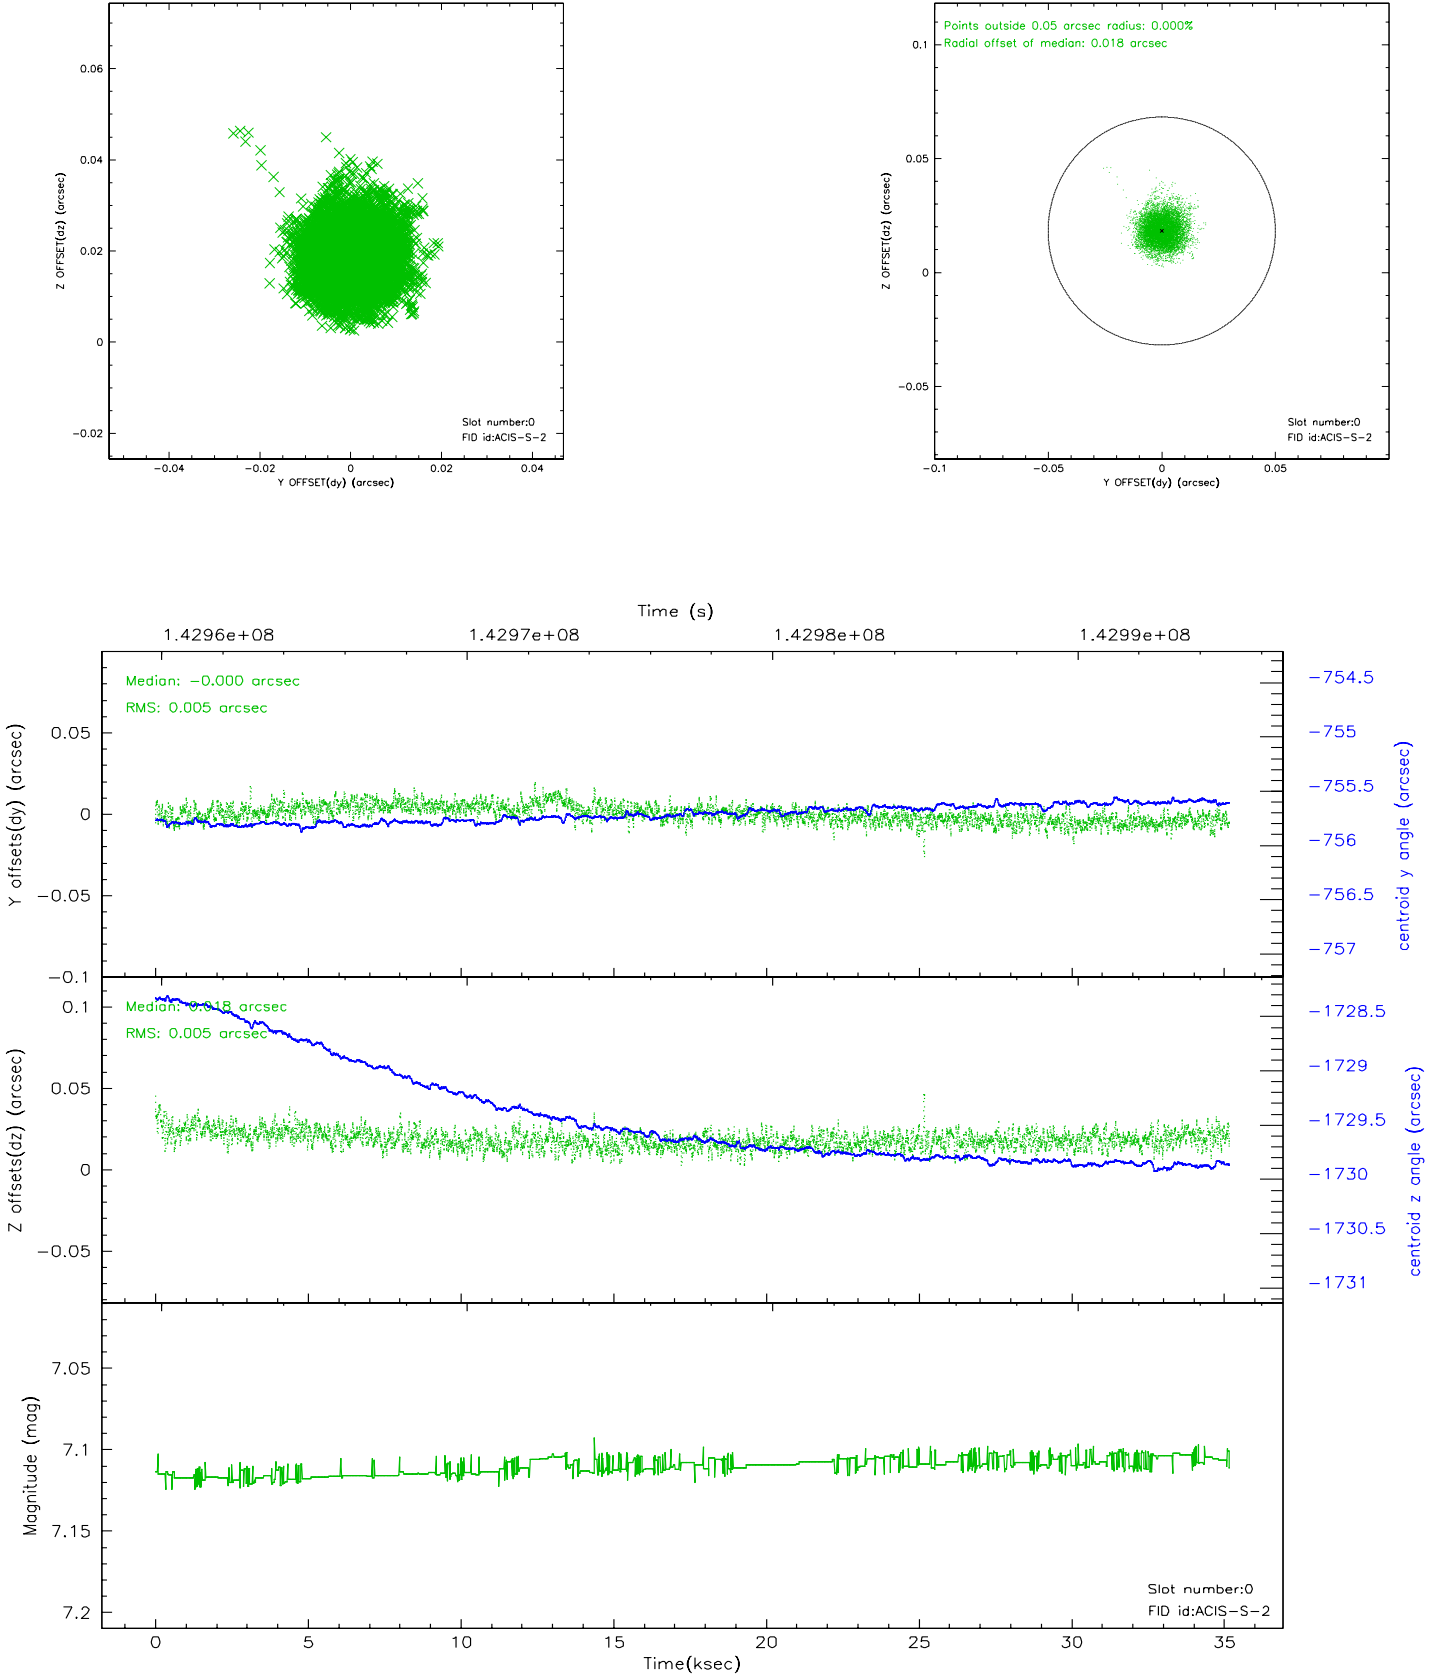 0.06
0.04
0.02
0
−0.02
Z OFFSET(dz) (arcsec)
Slot number:0
FID id:ACIS−S−2
−0.04 −0.02 0 0.02 0.04
Y OFFSET(dy) (arcsec)
Points outside 0.05 arcsec radius: 0.000%
Radial offset of median: 0.018 arcsec
0.1
0.05
0
−0.05
Z OFFSET(dz) (arcsec)
Slot number:0
FID id:ACIS−S−2
−0.1 −0.05 0 0.05
Y OFFSET(dy) (arcsec)
Time (s)
1.4296e+08 1.4297e+08 1.4298e+08 1.4299e+08
Median: −0.000 arcsec
RMS: 0.005 arcsec
0.05
0
−0.05
−0.1
Y offsets(dy) (arcsec)
−754.5
−755
−755.5
−756
−756.5
−757
centroid y angle (arcsec)
Median: 0.018 arcsec
RMS: 0.005 arcsec
0.1
0.05
0
−0.05
Z offsets(dz) (arcsec)
−1728.5
−1729
−1729.5
−1730
−1730.5
−1731
centroid z angle (arcsec)
7.05
7.1
7.15
7.2
Magnitude (mag)
Slot number:0
FID id:ACIS−S−2
0 5 10 15 20 25 30 35
Time(ksec)